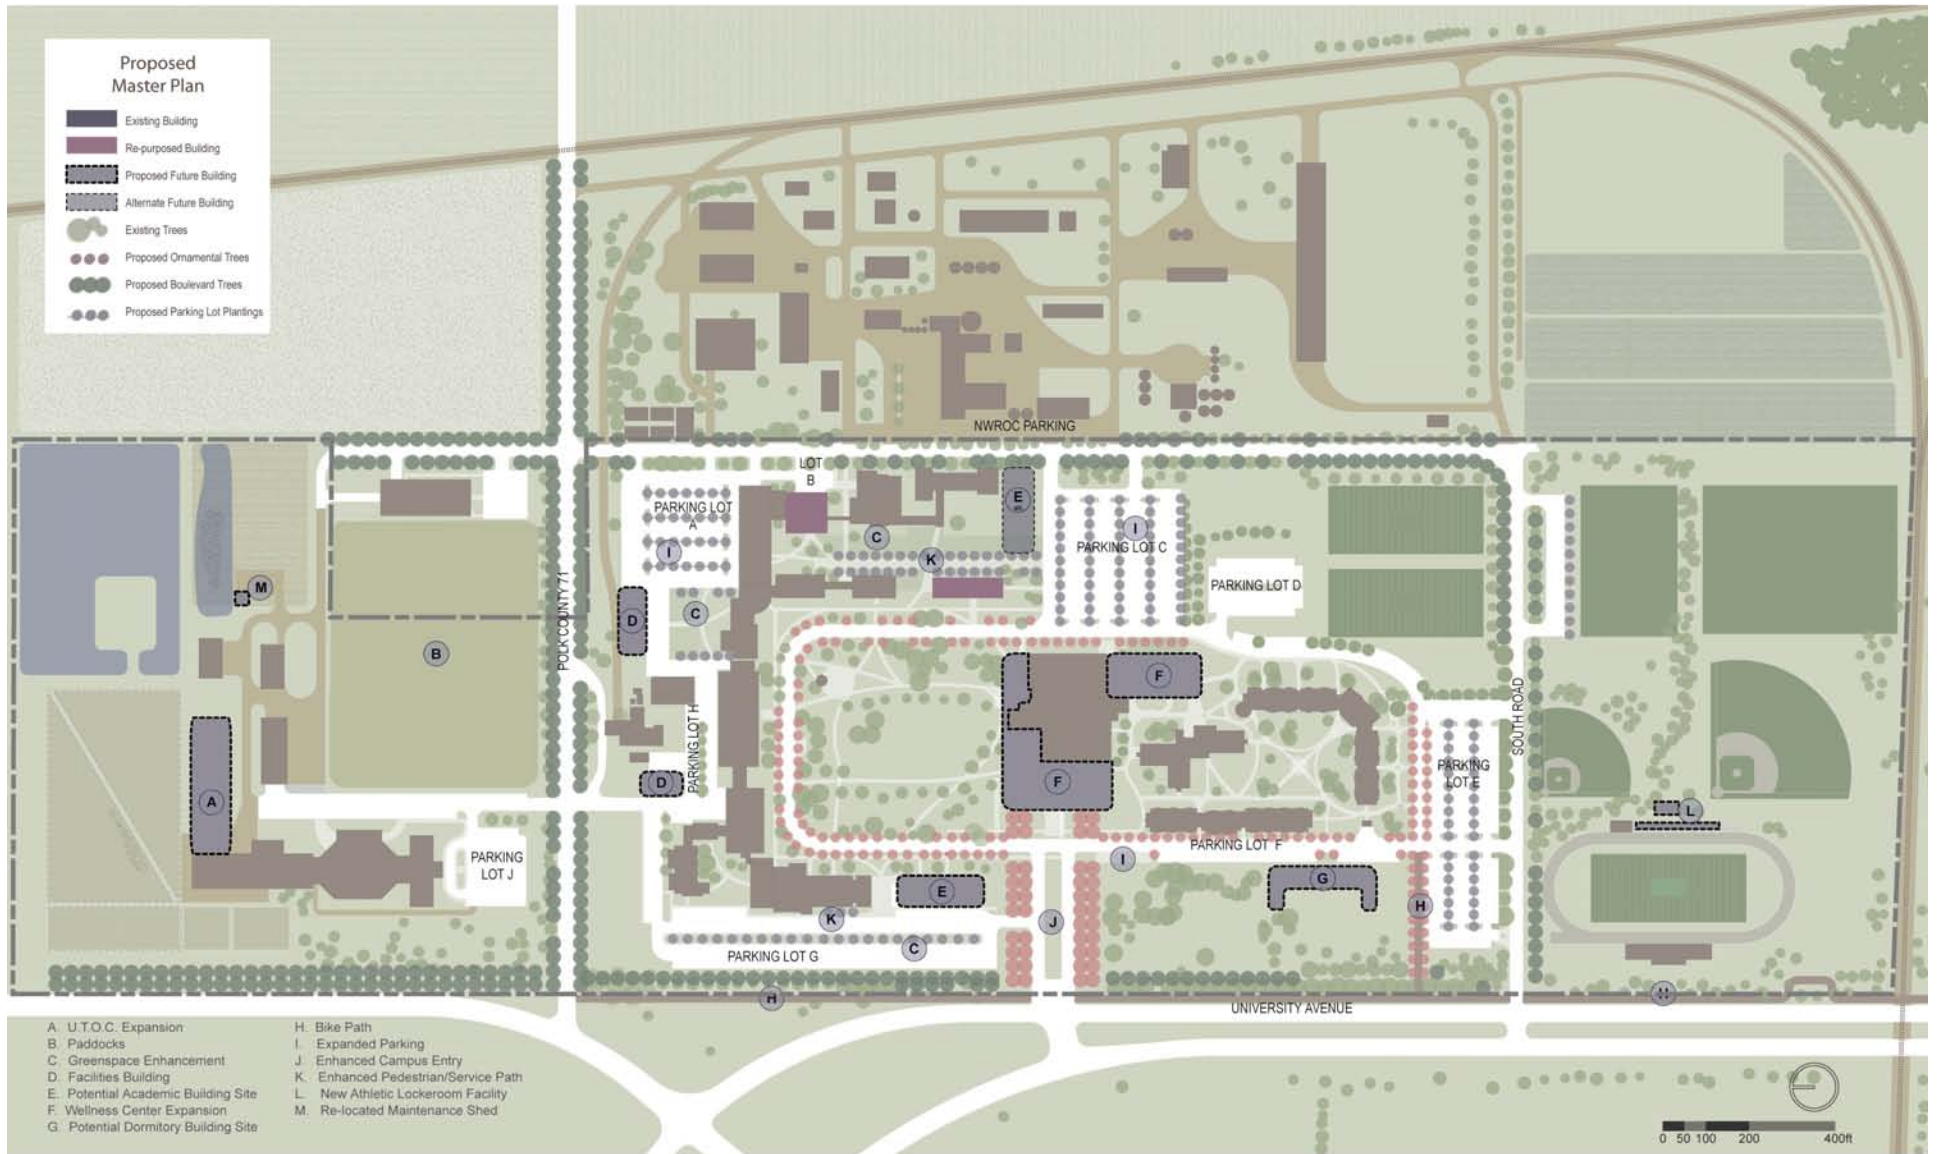 Proposed
Master Plan
Existing Building
Re-purposed Building
Proposed Future Building
Alternate Future Building
Existing Trees
Proposed Ornamental Trees
Proposed Boulevard Trees
Proposed Parking Lot Plantings
NWROC PARKING
LOT
B
PARKING LOT
A
I
C
K
E
I
PARKING LOT C
PARKING LOT D
M
B
POLK COUNTY 71
D
C
F
A
D
PARKING LOT H
F
PARKING
LOT E
SOUTH ROAD
L
PARKING
LOT J
I
PARKING LOT F
E
G
H
K
C
J
PARKING LOT G
H
H
UNIVERSITY AVENUE
A. U.T.O.C. Expansion
B. Paddocks
C. Greenspace Enhancement
D. Facilities Building
E. Potential Academic Building Site
F. Wellness Center Expansion
G. Potential Dormitory Building Site
H. Bike Path
I. Expanded Parking
J. Enhanced Campus Entry
K. Enhanced Pedestrian/Service Path
L. New Athletic Lockeroom Facility
M. Re-located Maintenance Shed
0 50 100 200 400ft